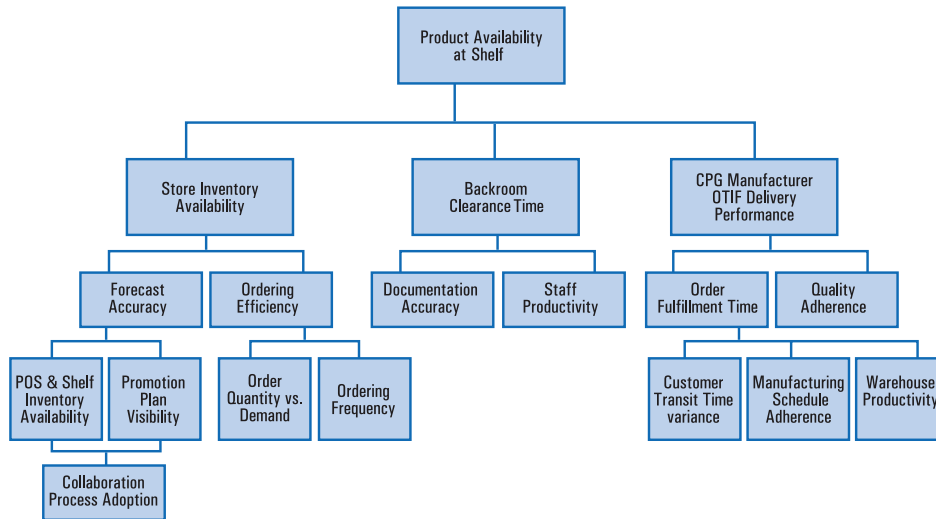 Product Availability
at Shelf
Store Inventory
Availability
Backroom
Clearance Time
CPG Manufacturer
OTIF Delivery
Performance
Forecast
Accuracy
Ordering
Efficiency
Documentation
Accuracy
Staff
Productivity
Order
Fulfillment Time
Quality
Adherence
POS & Shelf
Inventory
Availability
Promotion
Plan
Visibility
Order
Quantity vs.
Demand
Ordering
Frequency
Customer
Transit Time
variance
Manufacturing
Schedule
Adherence
Warehouse
Productivity
Collaboration
Process Adoption